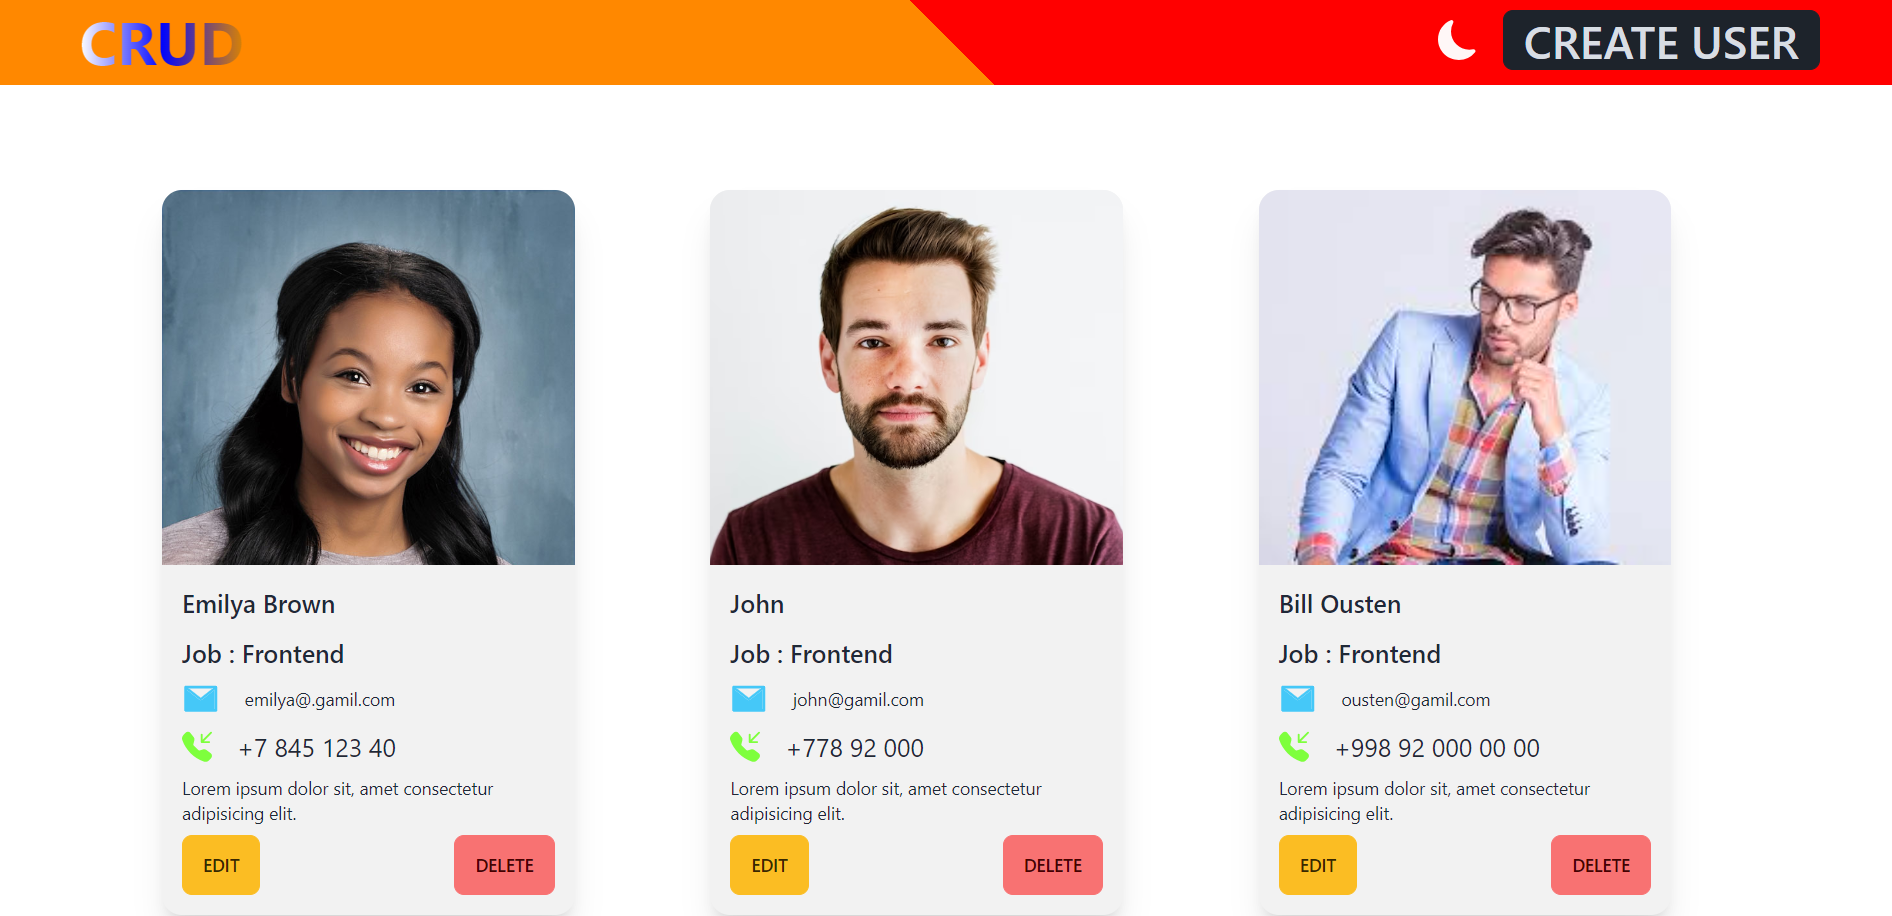 CRUD
CREATE USER
Emilya Brown
Job : Frontend
emilya@.gamil.com
+7 845 123 40
Lorem ipsum dolor sit, amet consectetur
adipisicing elit.
EDIT
DELETE
John
Job : Frontend
john@gamil.com
+778 92 000
Lorem ipsum dolor sit, amet consectetur
adipisicing elit.
EDIT
DELETE
Bill Ousten
Job : Frontend
ousten@gamil.com
+998 92 000 00 00
Lorem ipsum dolor sit, amet consectetur
adipisicing elit.
EDIT
DELETE